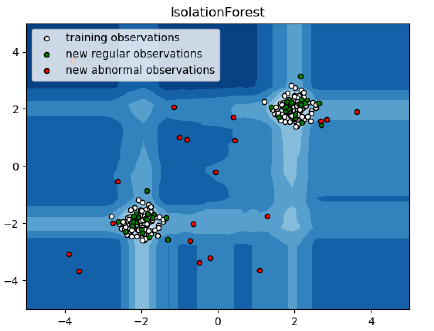 IsolationForest
training observations
new regular observations
new abnormal observations
4
2
0
−2
−4
−4
−2
0
2
4